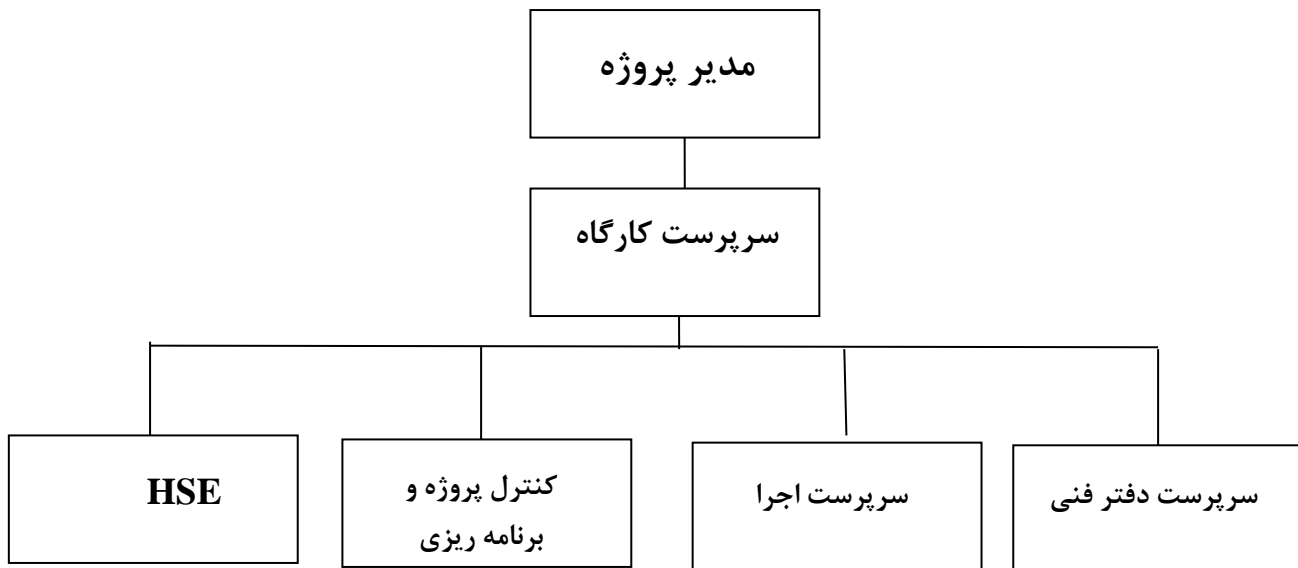 مدیر پروژه
سرپرست کارگاه
سرپرست دفتر فنی
سرپرست اجرا
کنترل پروژه و
برنامه ریزی
HSE